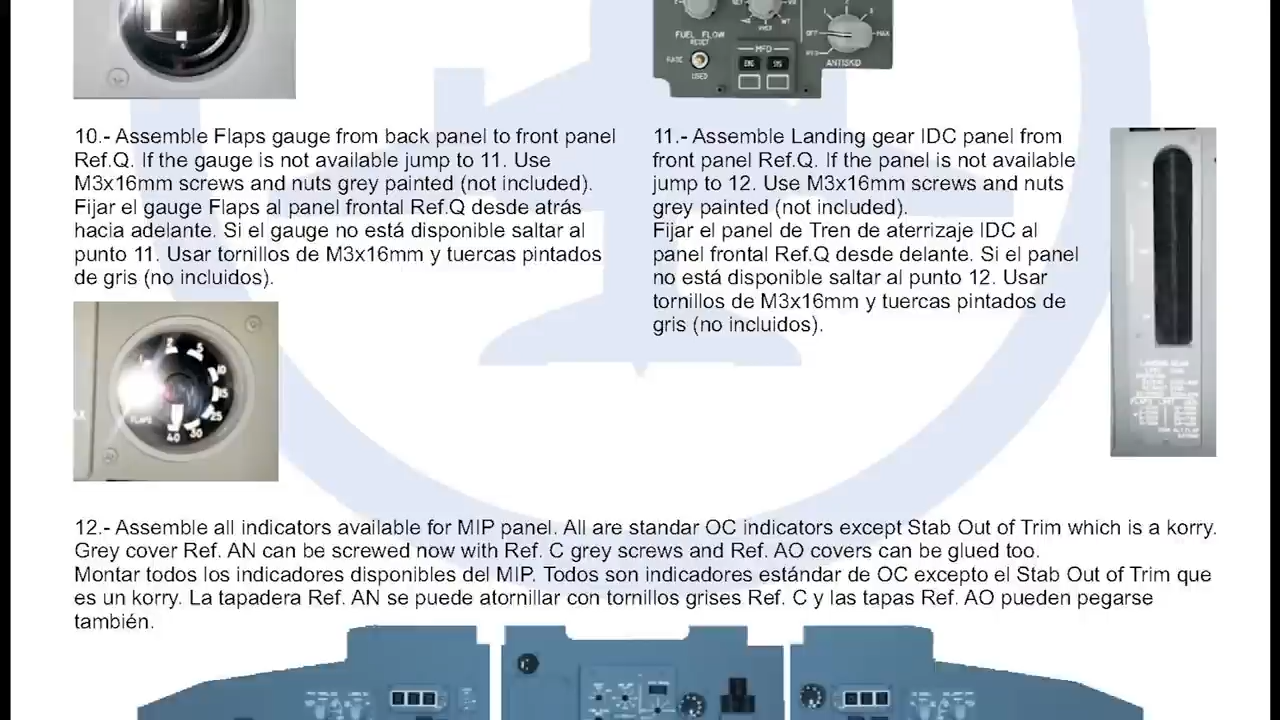 FUEL FLOW
RESET
RATE
USED
MFD
ENG
SYS
2
3
OFF
MAX
RTO
ANTISKID
10.- Assemble Flaps gauge from back panel to front panel
Ref.Q. If the gauge is not available jump to 11. Use
M3x16mm screws and nuts grey painted (not included).
Fijar el gauge Flaps al panel frontal Ref.Q desde atrás
hacia adelante. Si el gauge no está disponible saltar al
punto 11. Usar tornillos de M3x16mm y tuercas pintados
de gris (no incluidos).
11.- Assemble Landing gear IDC panel from
front panel Ref.Q. If the panel is not available
jump to 12. Use M3x16mm screws and nuts
grey painted (not included).
Fijar el panel de Tren de aterrizaje IDC al
panel frontal Ref.Q desde delante. Si el panel
no está disponible saltar al punto 12. Usar
tornillos de M3x16mm y tuercas pintados de
gris (no incluidos).
1
2
5
10
15
25
30
40
FLAPS
LANDING GEAR
FLAPS LIMIT
12.- Assemble all indicators available for MIP panel. All are standar OC indicators except Stab Out of Trim which is a korry.
Grey cover Ref. AN can be screwed now with Ref. C grey screws and Ref. AO covers can be glued too.
Montar todos los indicadores disponibles del MIP. Todos son indicadores estándar de OC excepto el Stab Out of Trim que
es un korry. La tapadera Ref. AN se puede atornillar con tornillos grises Ref. C y las tapas Ref. AO pueden pegarse
también.